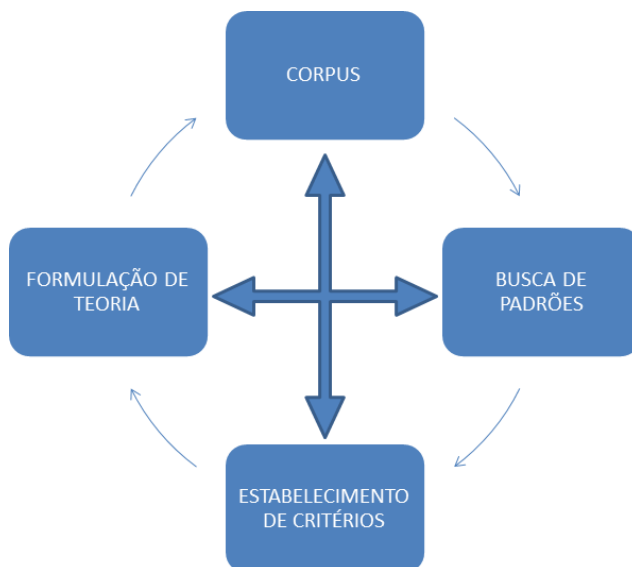 CORPUS
FORMULAÇÃO DE
TEORIA
BUSCA DE
PADRÕES
ESTABELECIMENTO
DE CRITÉRIOS